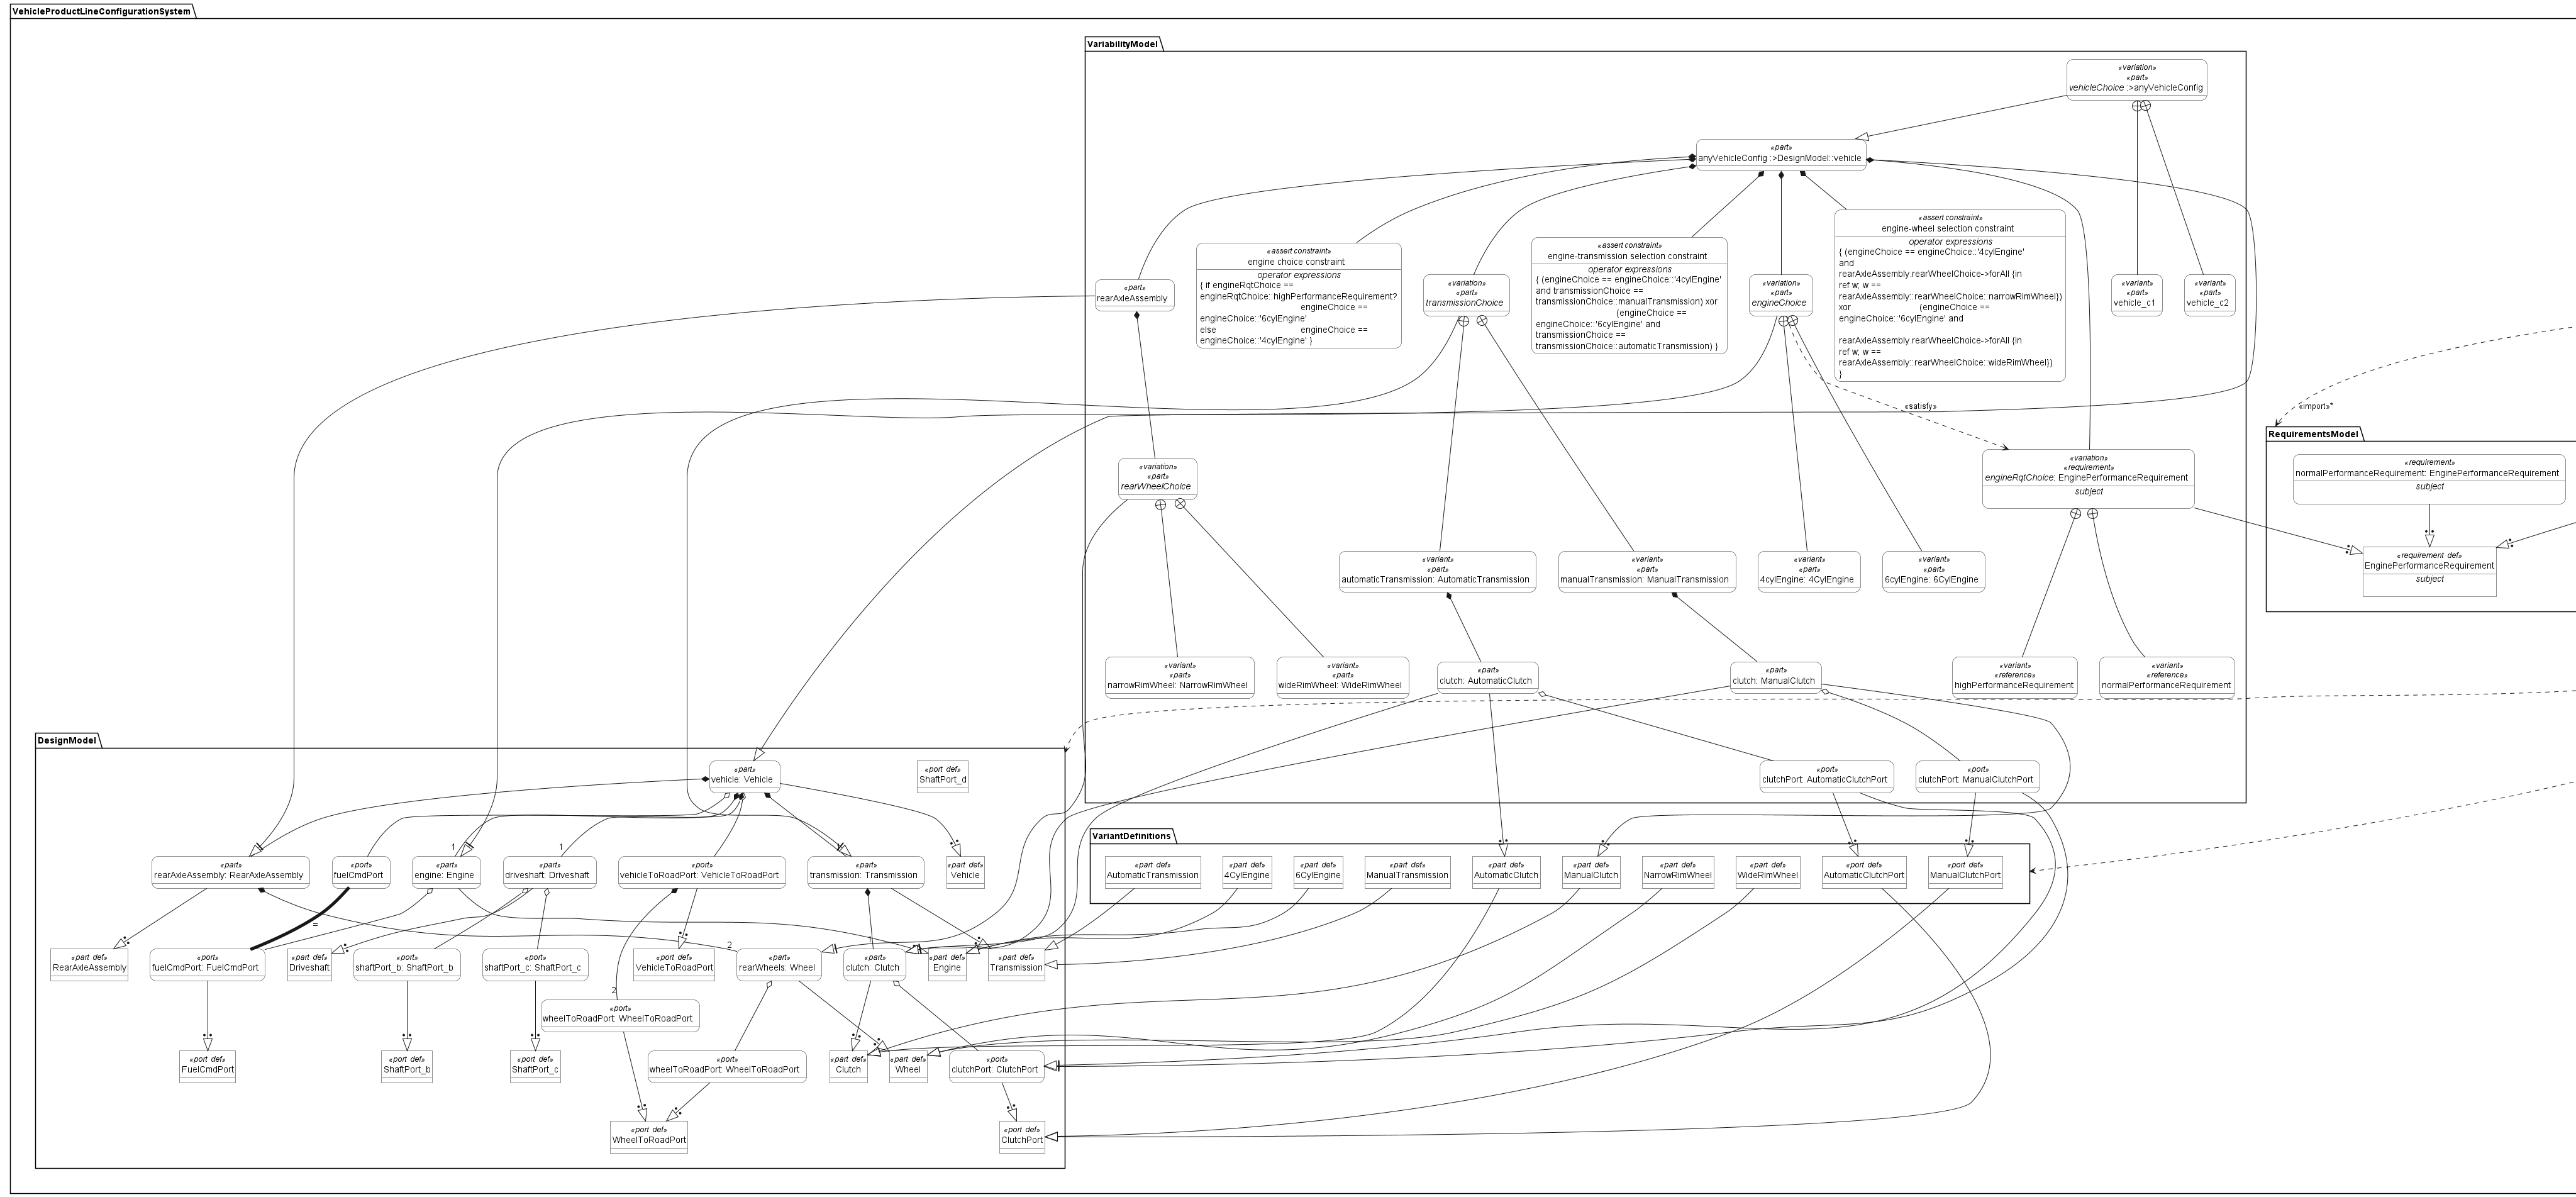 VehicleProductLineConfigurationSystem
VariabilityModel
«variation»
«part»
vehicleChoice :>anyVehicleConfig
«part»
anyVehicleConfig :>DesignModel::vehicle
«part»
rearAxleAssembly
«assert constraint»
engine choice constraint
operator expressions
{ if engineRqtChoice ==
engineRqtChoice::highPerformanceRequirement?
engineChoice ==
engineChoice::'6cylEngine'
else engineChoice ==
engineChoice::'4cylEngine' }
«variation»
«part»
transmissionChoice
«assert constraint»
engine-transmission selection constraint
operator expressions
{ (engineChoice == engineChoice::'4cylEngine'
and transmissionChoice ==
transmissionChoice::manualTransmission) xor
(engineChoice ==
engineChoice::'6cylEngine' and
transmissionChoice ==
transmissionChoice::automaticTransmission) }
«variation»
«part»
engineChoice
«assert constraint»
engine-wheel selection constraint
operator expressions
{ (engineChoice == engineChoice::'4cylEngine'
and
rearAxleAssembly.rearWheelChoice->forAll {in
ref w; w ==
rearAxleAssembly::rearWheelChoice::narrowRimWheel})
xor (engineChoice ==
engineChoice::'6cylEngine' and
rearAxleAssembly.rearWheelChoice->forAll {in
ref w; w ==
rearAxleAssembly::rearWheelChoice::wideRimWheel})
}
«variant»
«part»
vehicle_c1
«variant»
«part»
vehicle_c2
«satisfy»
«import»*
«variation»
«part»
rearWheelChoice
«variation»
«requirement»
engineRqtChoice: EnginePerformanceRequirement
subject
RequirementsModel
«requirement»
normalPerformanceRequirement: EnginePerformanceRequirement
subject
«requirement def»
EnginePerformanceRequirement
subject
«variant»
«part»
automaticTransmission: AutomaticTransmission
«variant»
«part»
manualTransmission: ManualTransmission
«variant»
«part»
4cylEngine: 4CylEngine
«variant»
«part»
6cylEngine: 6CylEngine
«variant»
«part»
narrowRimWheel: NarrowRimWheel
«variant»
«part»
wideRimWheel: WideRimWheel
«part»
clutch: AutomaticClutch
«part»
clutch: ManualClutch
«variant»
«reference»
highPerformanceRequirement
«variant»
«reference»
normalPerformanceRequirement
DesignModel
«part»
vehicle: Vehicle
«port def»
ShaftPort_d
«port»
clutchPort: AutomaticClutchPort
«port»
clutchPort: ManualClutchPort
VariantDefinitions
1
1
«part»
rearAxleAssembly: RearAxleAssembly
«port»
fuelCmdPort
«part»
engine: Engine
«part»
driveshaft: Driveshaft
«port»
vehicleToRoadPort: VehicleToRoadPort
«part»
transmission: Transmission
«part def»
Vehicle
«part def»
AutomaticTransmission
«part def»
4CylEngine
«part def»
6CylEngine
«part def»
ManualTransmission
«part def»
AutomaticClutch
«part def»
ManualClutch
«part def»
NarrowRimWheel
«part def»
WideRimWheel
«port def»
AutomaticClutchPort
«port def»
ManualClutchPort
=
2
1
«part def»
RearAxleAssembly
«port»
fuelCmdPort: FuelCmdPort
«part def»
Driveshaft
«port»
shaftPort_b: ShaftPort_b
«port»
shaftPort_c: ShaftPort_c
«port def»
VehicleToRoadPort
«part»
rearWheels: Wheel
«part»
clutch: Clutch
«part def»
Engine
«part def»
Transmission
2
«port»
wheelToRoadPort: WheelToRoadPort
«port def»
FuelCmdPort
«port def»
ShaftPort_b
«port def»
ShaftPort_c
«port»
wheelToRoadPort: WheelToRoadPort
«part def»
Clutch
«part def»
Wheel
«port»
clutchPort: ClutchPort
«port def»
WheelToRoadPort
«port def»
ClutchPort